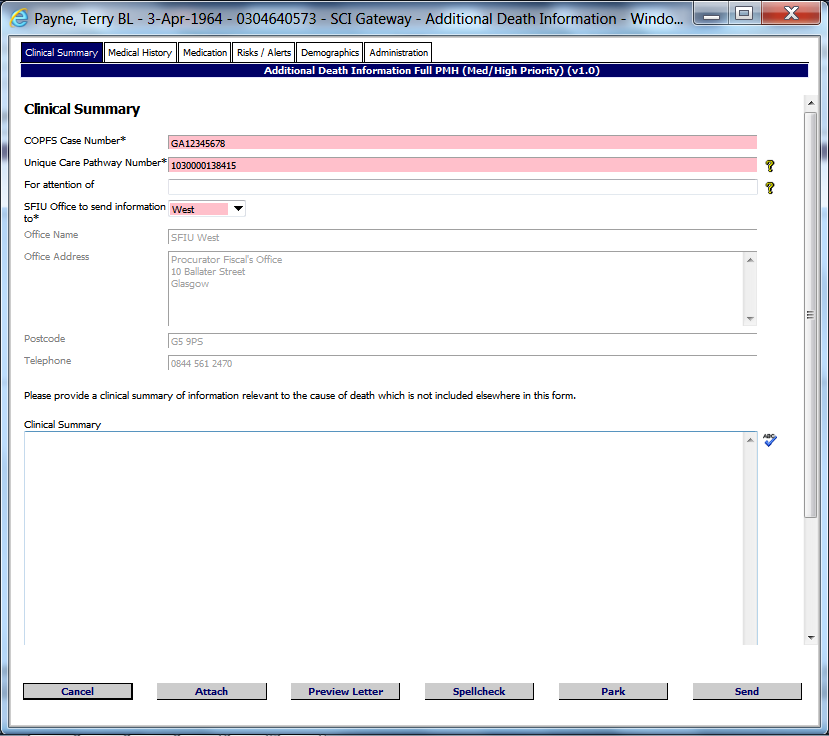 Payne, Terry BL - 3-Apr-1964 - 0304640573 - SCI Gateway - Additional Death Information - Windo...
Clinical Summary Medical History Medication Risks / Alerts Demographics Administration
Additional Death Information Full PMH (Med/High Priority) (v1.0)
Clinical Summary
COPFS Case Number* GA12345678
Unique Care Pathway Number* 1030000138415
For attention of
SFIU Office to send information
to* West
Office Name SFIU West
Office Address Procurator Fiscal's Office
10 Ballater Street
Glasgow
Postcode G5 9PS
Telephone 0844 561 2470
Please provide a clinical summary of information relevant to the cause of death which is not included elsewhere in this form.
Clinical Summary
ABC
Cancel Attach Preview Letter Spellcheck Park Send